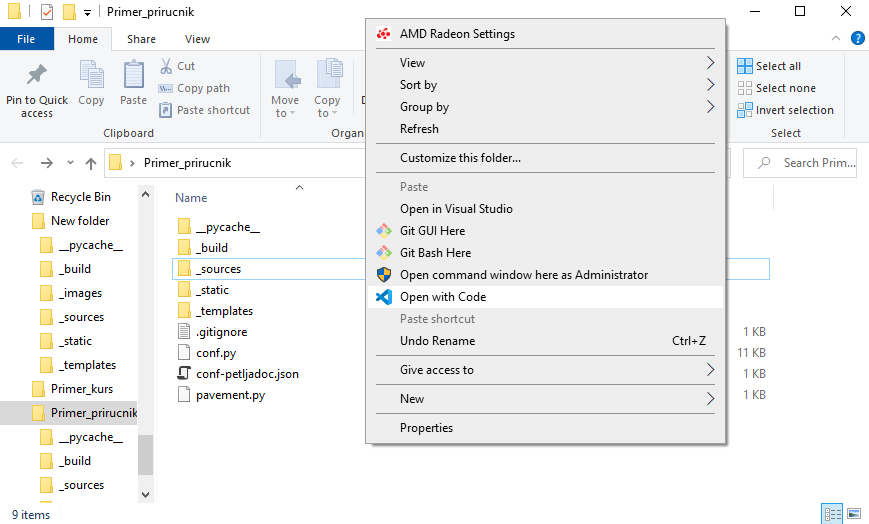 Primer_prirucnik
File
Home
Share
View
Pin to Quick access
Copy
Paste
Cut
Copy path
Paste shortcut
Clipboard
Move to
Copy to
Organ
Select all
Select none
Invert selection
Select
Primer_prirucnik
Search Prim...
Recycle Bin
New folder
__pycache__
_build
_images
_sources
_static
_templates
Primer_kurs
Primer_prirucnik
__pycache__
_build
_sources
Name
__pycache__
_build
_sources
_static
_templates
.gitignore
1 KB
conf.py
11 KB
conf-petljadoc.json
1 KB
pavement.py
1 KB
AMD Radeon Settings
View
Sort by
Group by
Refresh
Customize this folder...
Paste
Open in Visual Studio
Git GUI Here
Git Bash Here
Open command window here as Administrator
Open with Code
Paste shortcut
Undo Rename Ctrl+Z
Give access to
New
Properties
9 items